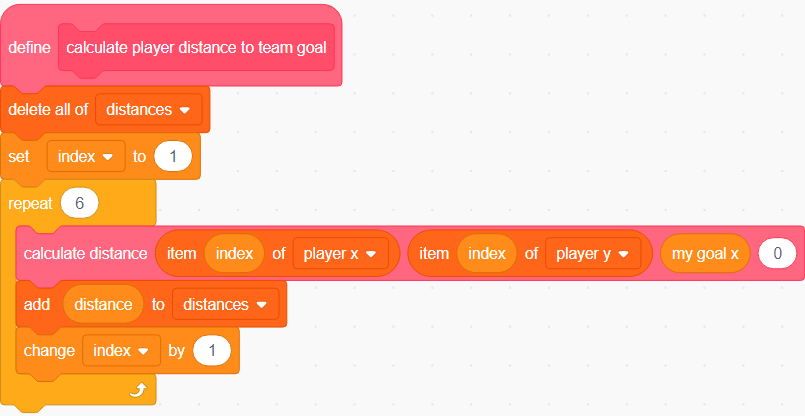 define calculate player distance to team goal
delete all of distances
set index to 1
repeat 6
calculate distance item index of player x item index of player y my goal x 0
add distance to distances
change index by 1